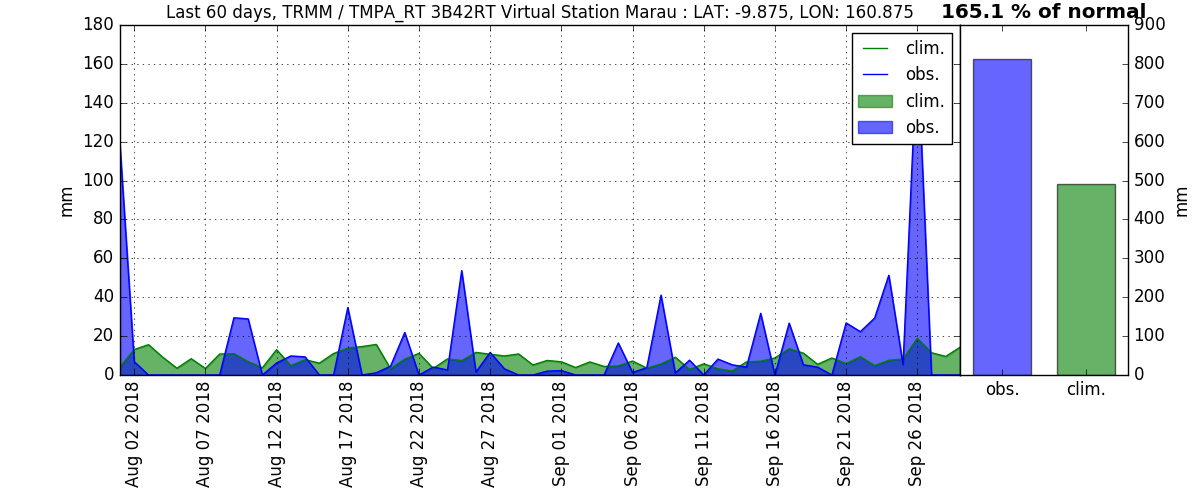 Last 60 days, TRMM / TMPA_RT 3B42RT Virtual Station Marau : LAT: -9.875, LON: 160.875
165.1 % of normal
180
160
140
120
100
80
60
40
20
0
mm
clim.
obs.
clim.
obs.
Aug 02 2018
Aug 07 2018
Aug 12 2018
Aug 17 2018
Aug 22 2018
Aug 27 2018
Sep 01 2018
Sep 06 2018
Sep 11 2018
Sep 16 2018
Sep 21 2018
Sep 26 2018
900
800
700
600
500
400
300
200
100
0
mm
obs.
clim.